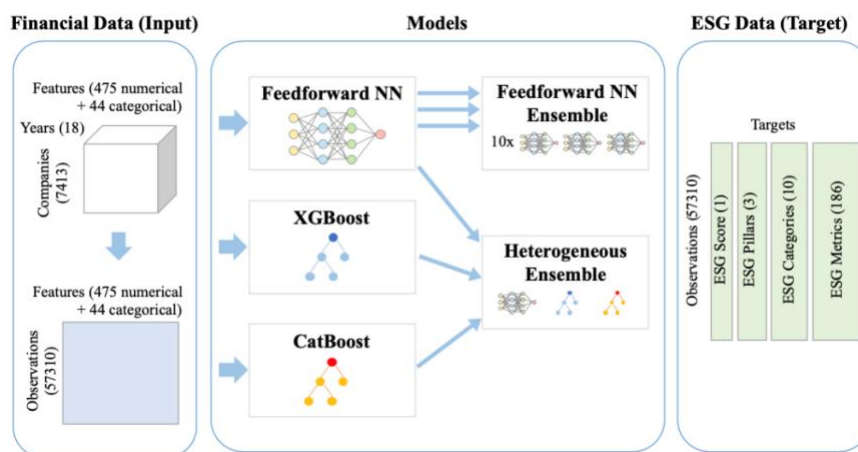 Financial Data (Input)
Features (475 numerical
+ 44 categorical)
Years (18)
Companies
(7413)
Features (475 numerical
+ 44 categorical)
Observations
(57310)
Models
Feedforward NN
XGBoost
CatBoost
Feedforward NN
Ensemble
10x
Heterogeneous
Ensemble
ESG Data (Target)
Targets
Observations (57310)
ESG Score (1)
ESG Pillars (3)
ESG Categories (10)
ESG Metrics (186)